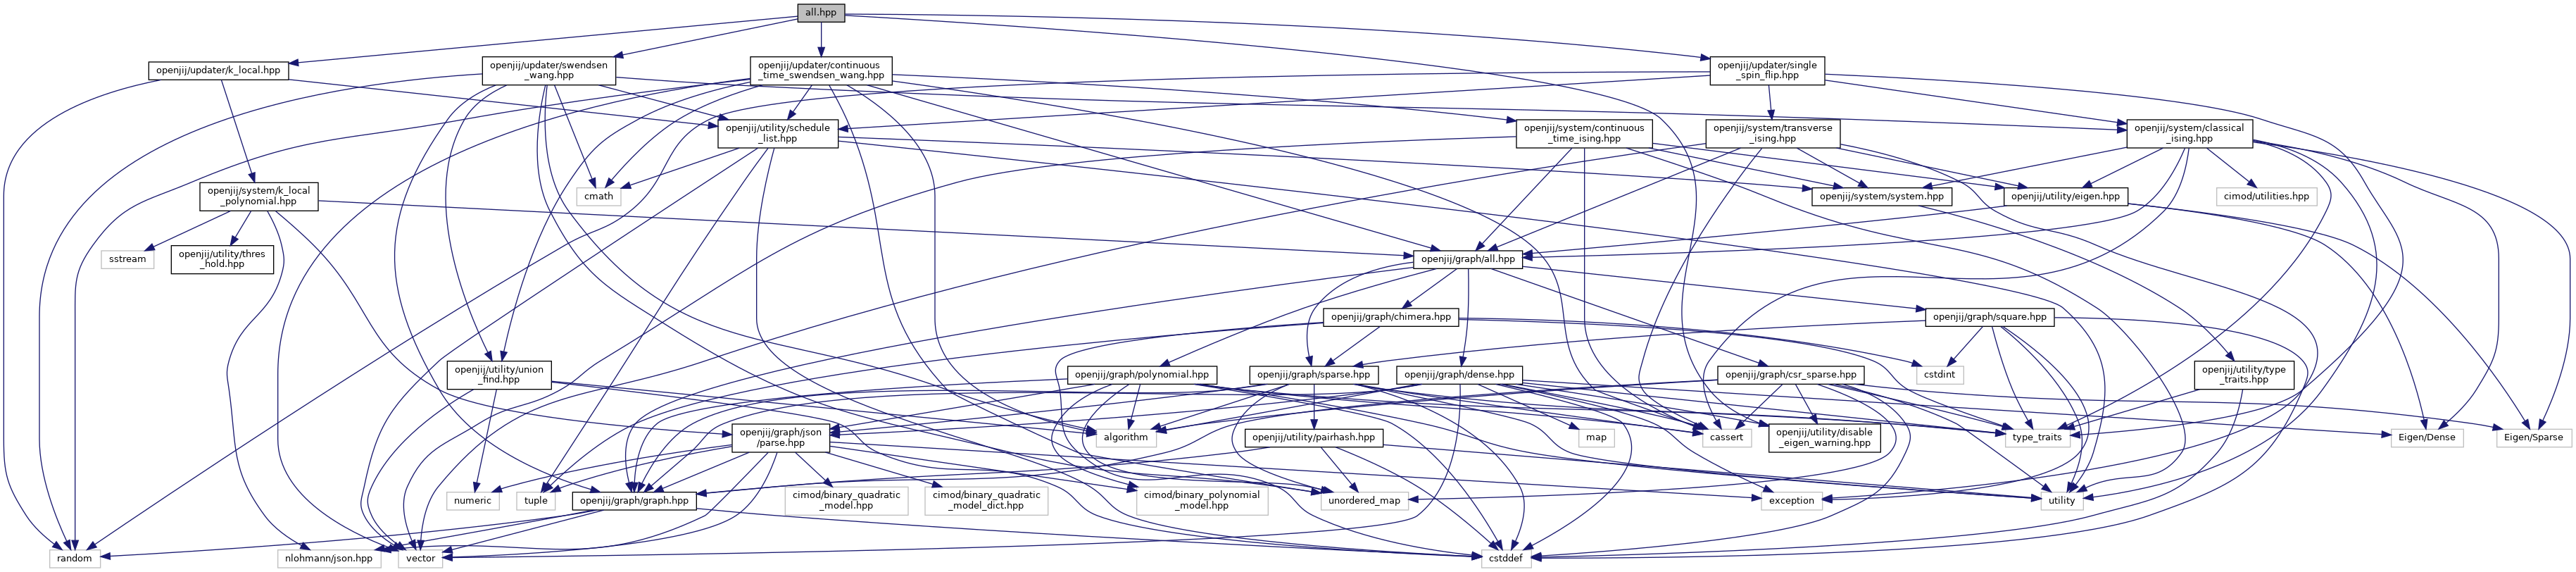 all.hpp
openjij/updater/k_local.hpp
openjij/updater/swendsen
_wang.hpp
openjij/updater/continuous
_time_swendsen_wang.hpp
openjij/updater/single
_spin_flip.hpp
openjij/utility/schedule
_list.hpp
openjij/system/continuous
_time_ising.hpp
openjij/system/transverse
_ising.hpp
openjij/system/classical
_ising.hpp
openjij/system/k_local
_polynomial.hpp
cmath
openjij/system/system.hpp
openjij/utility/eigen.hpp
cimod/utilities.hpp
sstream
openjij/utility/thres
_hold.hpp
openjij/graph/all.hpp
openjij/graph/chimera.hpp
openjij/graph/square.hpp
openjij/utility/union
_find.hpp
openjij/graph/polynomial.hpp
openjij/graph/sparse.hpp
openjij/graph/dense.hpp
openjij/graph/csr_sparse.hpp
cstdint
openjij/utility/type
_traits.hpp
openjij/graph/json
/parse.hpp
algorithm
openjij/utility/pairhash.hpp
map
cassert
openjij/utility/disable
_eigen_warning.hpp
type_traits
Eigen/Dense
Eigen/Sparse
numeric
tuple
openjij/graph/graph.hpp
cimod/binary_quadratic
_model.hpp
cimod/binary_quadratic
_model_dict.hpp
cimod/binary_polynomial
_model.hpp
unordered_map
exception
utility
random
nlohmann/json.hpp
vector
cstddef